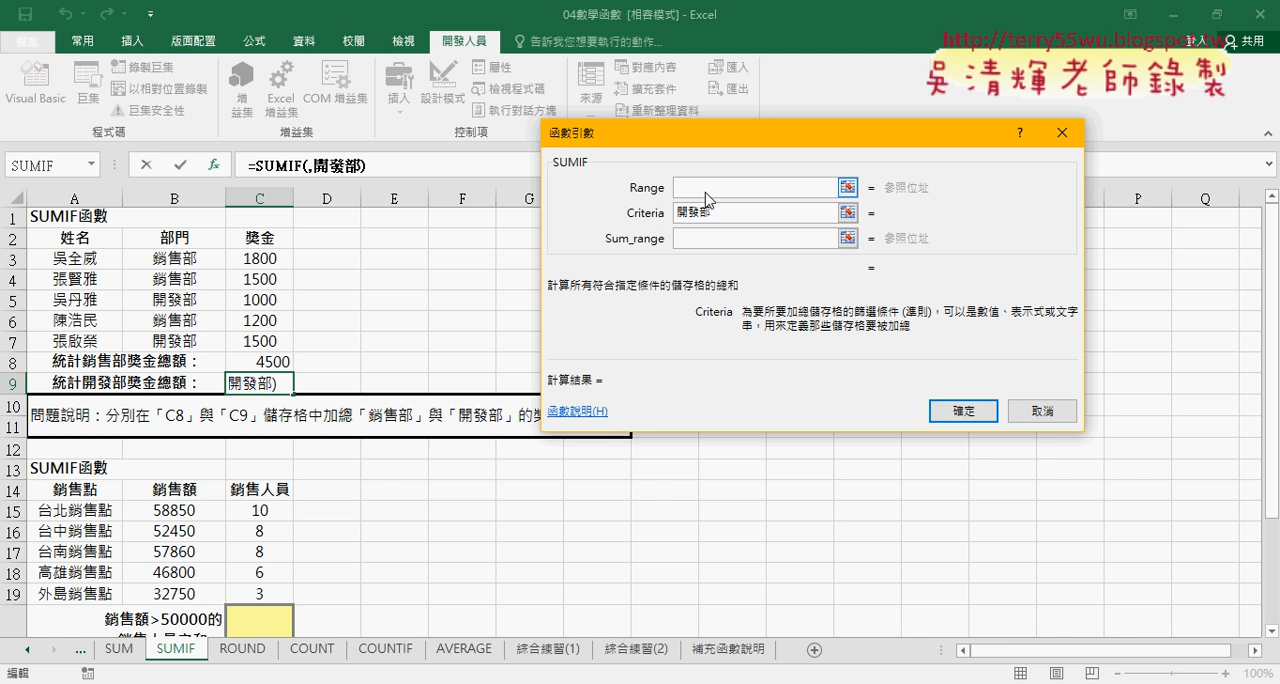 04數學函數 [相容模式] - Excel
檔案 常用 插入 版面配置 公式 資料 校閱 檢視 開發人員 告訴我您想要執行的動作... 登入 共用
http://terry55wu.blogspot.tw
吳清輝老師錄製
Visual Basic 巨集 錄製巨集 以相對位置錄製 巨集安全性
增益集 Excel 增益集 COM 增益集
插入 設計模式 屬性 檢視程式碼 執行對話方塊
來源 對應內容 擴充套件 重新整理資料 匯入 匯出
程式碼 增益集 控制項
SUMIF =SUMIF(,開發部)
A B C D E F G P Q
1 SUMIF函數
2 姓名 部門 獎金
3 吳全威 銷售部 1800
4 張賢雅 銷售部 1500
5 吳丹雅 開發部 1000
6 陳浩民 銷售部 1200
7 張啟榮 開發部 1500
8 統計銷售部獎金總額： 4500
9 統計開發部獎金總額： 開發部)
10 問題說明：分別在「C8」與「C9」儲存格中加總「銷售部」與「開發部」的
11
12
13 SUMIF函數
14 銷售點 銷售額 銷售人員
15 台北銷售點 58850 10
16 台中銷售點 52450 8
17 台南銷售點 57860 8
18 高雄銷售點 46800 6
19 外島銷售點 32750 3
銷售額>50000的
函數引數 ?
SUMIF
Range = 參照位址
Criteria 開發部 =
Sum_range = 參照位址
=
計算所有符合指定條件的儲存格的總和
Criteria 為要所要加總儲存格的篩選條件 (準則)，可以是數值、表示式或文字
串，用來定義那些儲存格要被加總
計算結果 =
函數說明(H) 確定 取消
... SUM SUMIF ROUND COUNT COUNTIF AVERAGE 綜合練習(1) 綜合練習(2) 補充函數說明
編輯 100%